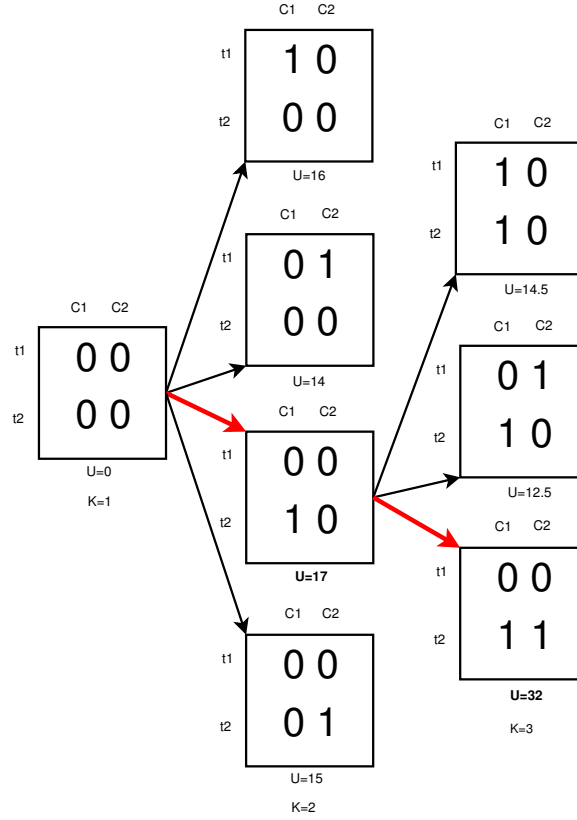 C1 C2
t1 0 0
t2 0 0
U=0
K=1
C1 C2
t1 1 0
t2 0 0
U=16
C1 C2
t1 0 1
t2 0 0
U=14
C1 C2
t1 0 0
t2 1 0
U=17
C1 C2
t1 0 0
t2 0 1
U=15
K=2
C1 C2
t1 1 0
t2 1 0
U=14.5
C1 C2
t1 0 1
t2 1 0
U=12.5
C1 C2
t1 0 0
t2 1 1
U=32
K=3